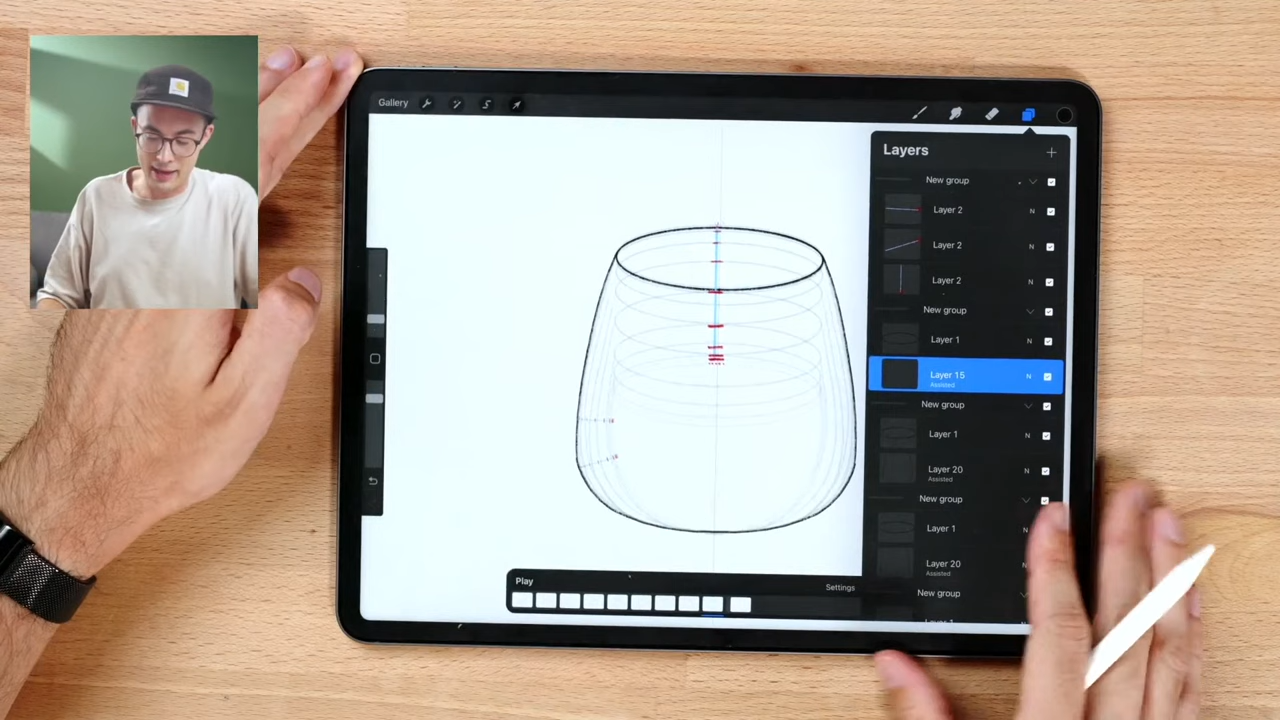 Gallery
Layers
New group
Layer 2 N
Layer 2 N
Layer 2 N
New group
Layer 1 N
Layer 15 N
Assisted
New group
Layer 1 N
Layer 20 N
Assisted
New group
Layer 1 N
Layer 20
Assisted
New group
Play
Settings